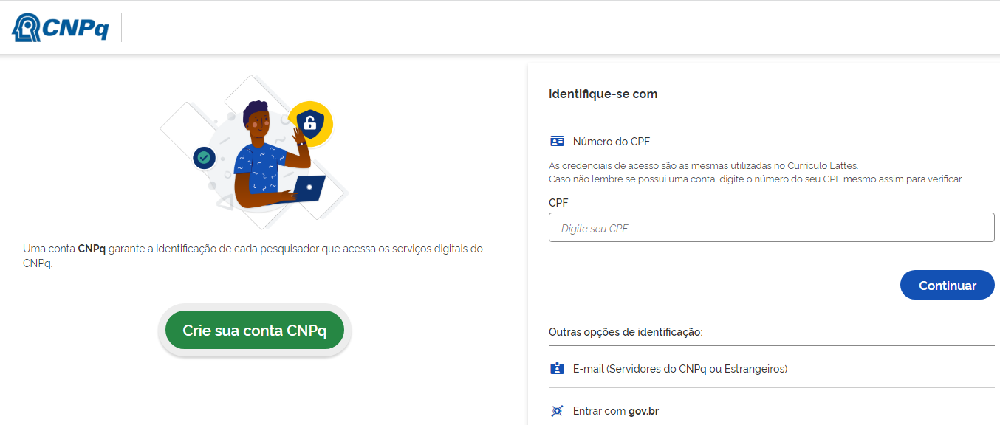 CNPq
Uma conta CNPq garante a identificação de cada pesquisador que acessa os serviços digitais do
CNPq.
Crie sua conta CNPq
Identifique-se com
Número do CPF
As credenciais de acesso são as mesmas utilizadas no Currículo Lattes.
Caso não lembre se possui uma conta, digite o número do seu CPF mesmo assim para verificar.
CPF
Digite seu CPF
Continuar
Outras opções de identificação:
E-mail (Servidores do CNPq ou Estrangeiros)
Entrar com gov.br